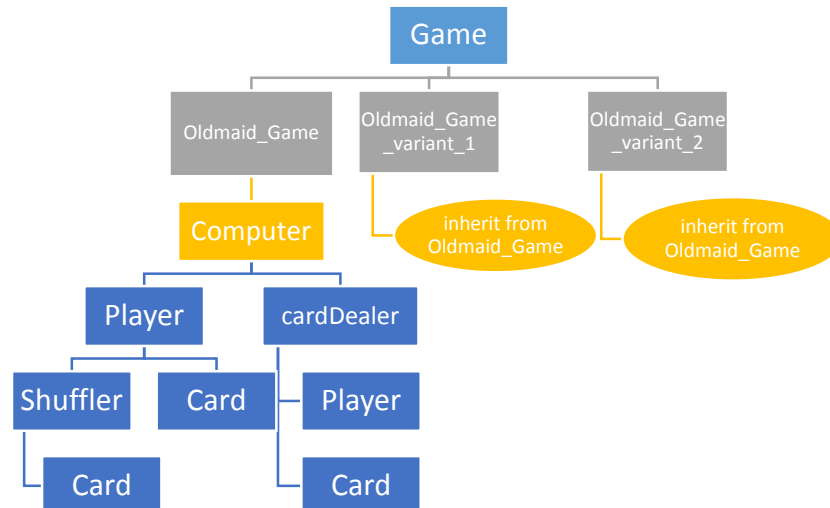 Game
Oldmaid_Game
Oldmaid_Game
_variant_1
Oldmaid_Game
_variant_2
Computer
inherit from
Oldmaid_Game
inherit from
Oldmaid_Game
Player
cardDealer
Shuffler
Card
Player
Card
Card